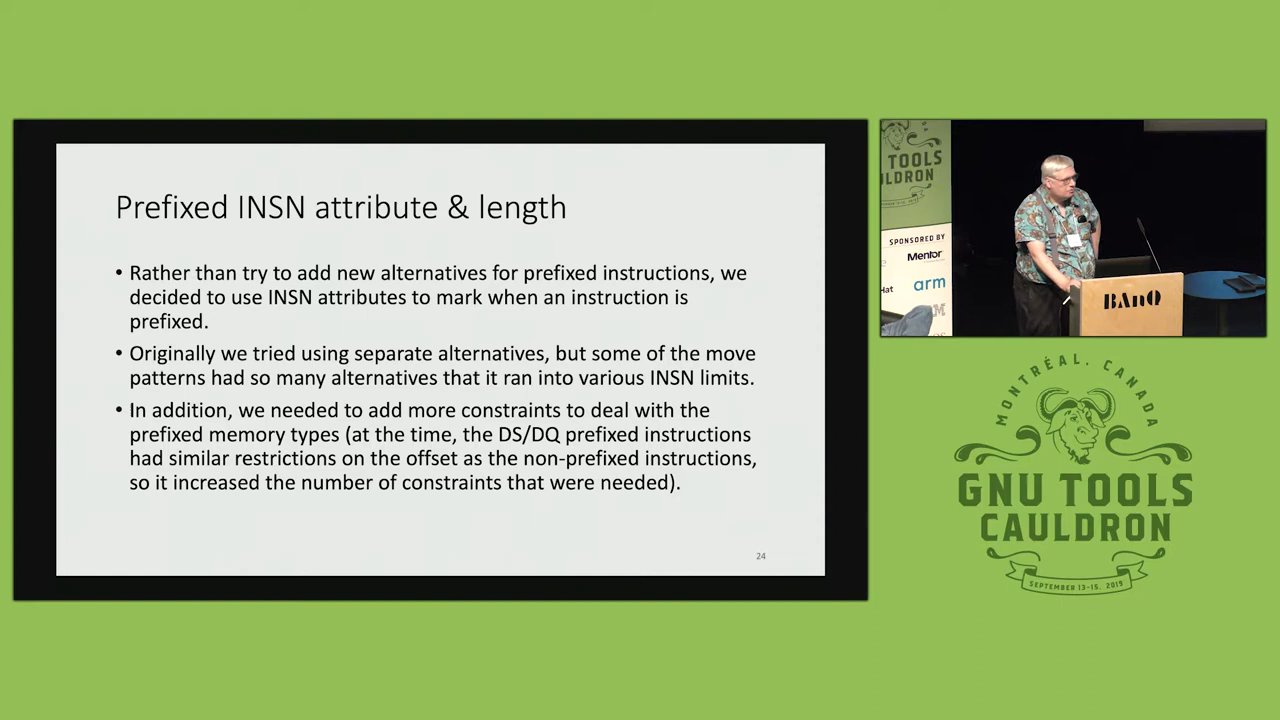 Prefixed INSN attribute & length
• Rather than try to add new alternatives for prefixed instructions, we
decided to use INSN attributes to mark when an instruction is
prefixed.
• Originally we tried using separate alternatives, but some of the move
patterns had so many alternatives that it ran into various INSN limits.
• In addition, we needed to add more constraints to deal with the
prefixed memory types (at the time, the DS/DQ prefixed instructions
had similar restrictions on the offset as the non-prefixed instructions,
so it increased the number of constraints that were needed).
24
TOOLS
LDRON
SPONSORED BY
Mentor
Hat
arm
BAnQ
MONTRÉAL. CANADA
GNU TOOLS
CAULDRON
SEPTEMBER 13-15, 2019